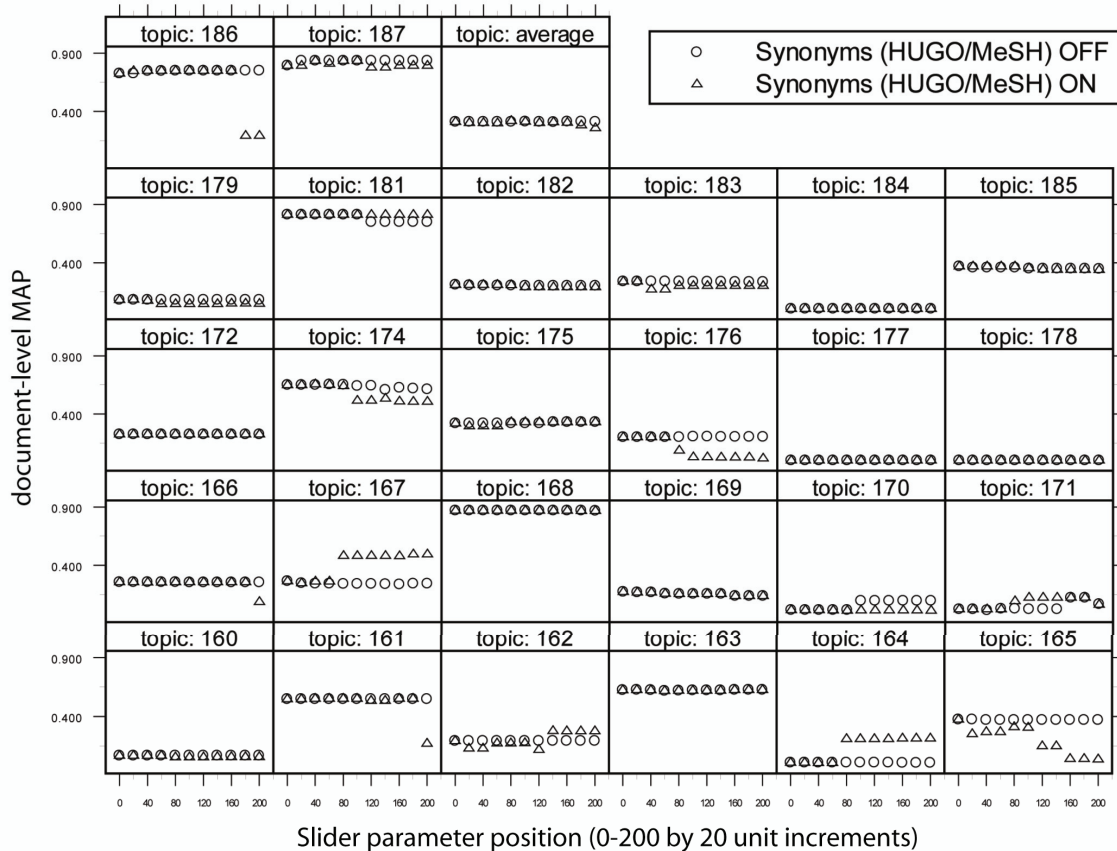 topic: 186 topic: 187 topic: average
Synonyms (HUGO/MeSH) OFF
Synonyms (HUGO/MeSH) ON
0.900
0.400
topic: 179 topic: 181 topic: 182 topic: 183 topic: 184 topic: 185
0.900
0.400
topic: 172 topic: 174 topic: 175 topic: 176 topic: 177 topic: 178
0.900
0.400
topic: 166 topic: 167 topic: 168 topic: 169 topic: 170 topic: 171
0.900
0.400
topic: 160 topic: 161 topic: 162 topic: 163 topic: 164 topic: 165
0.900
0.400
document-level MAP
0 40 80 120 160 200 0 40 80 120 160 200 0 40 80 120 160 200 0 40 80 120 160 200 0 40 80 120 160 200 0 40 80 120 160 200
Slider parameter position (0-200 by 20 unit increments)